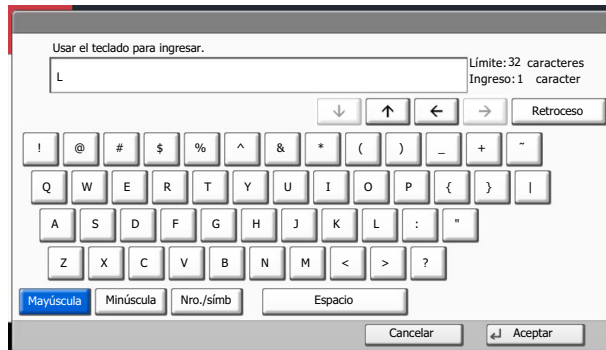 Usar el teclado para ingresar.
Límite: 32 caracteres
L
Ingreso: 1 caracter
↓ ↑ ← → Retroceso
! @ # $ % ^ & * ( ) _ + ~
Q W E R T Y U I O P { } |
A S D F G H J K L : "
Z X C V B N M < > ?
Mayúscula Minúscula Nro./símb Espacio
Cancelar Aceptar